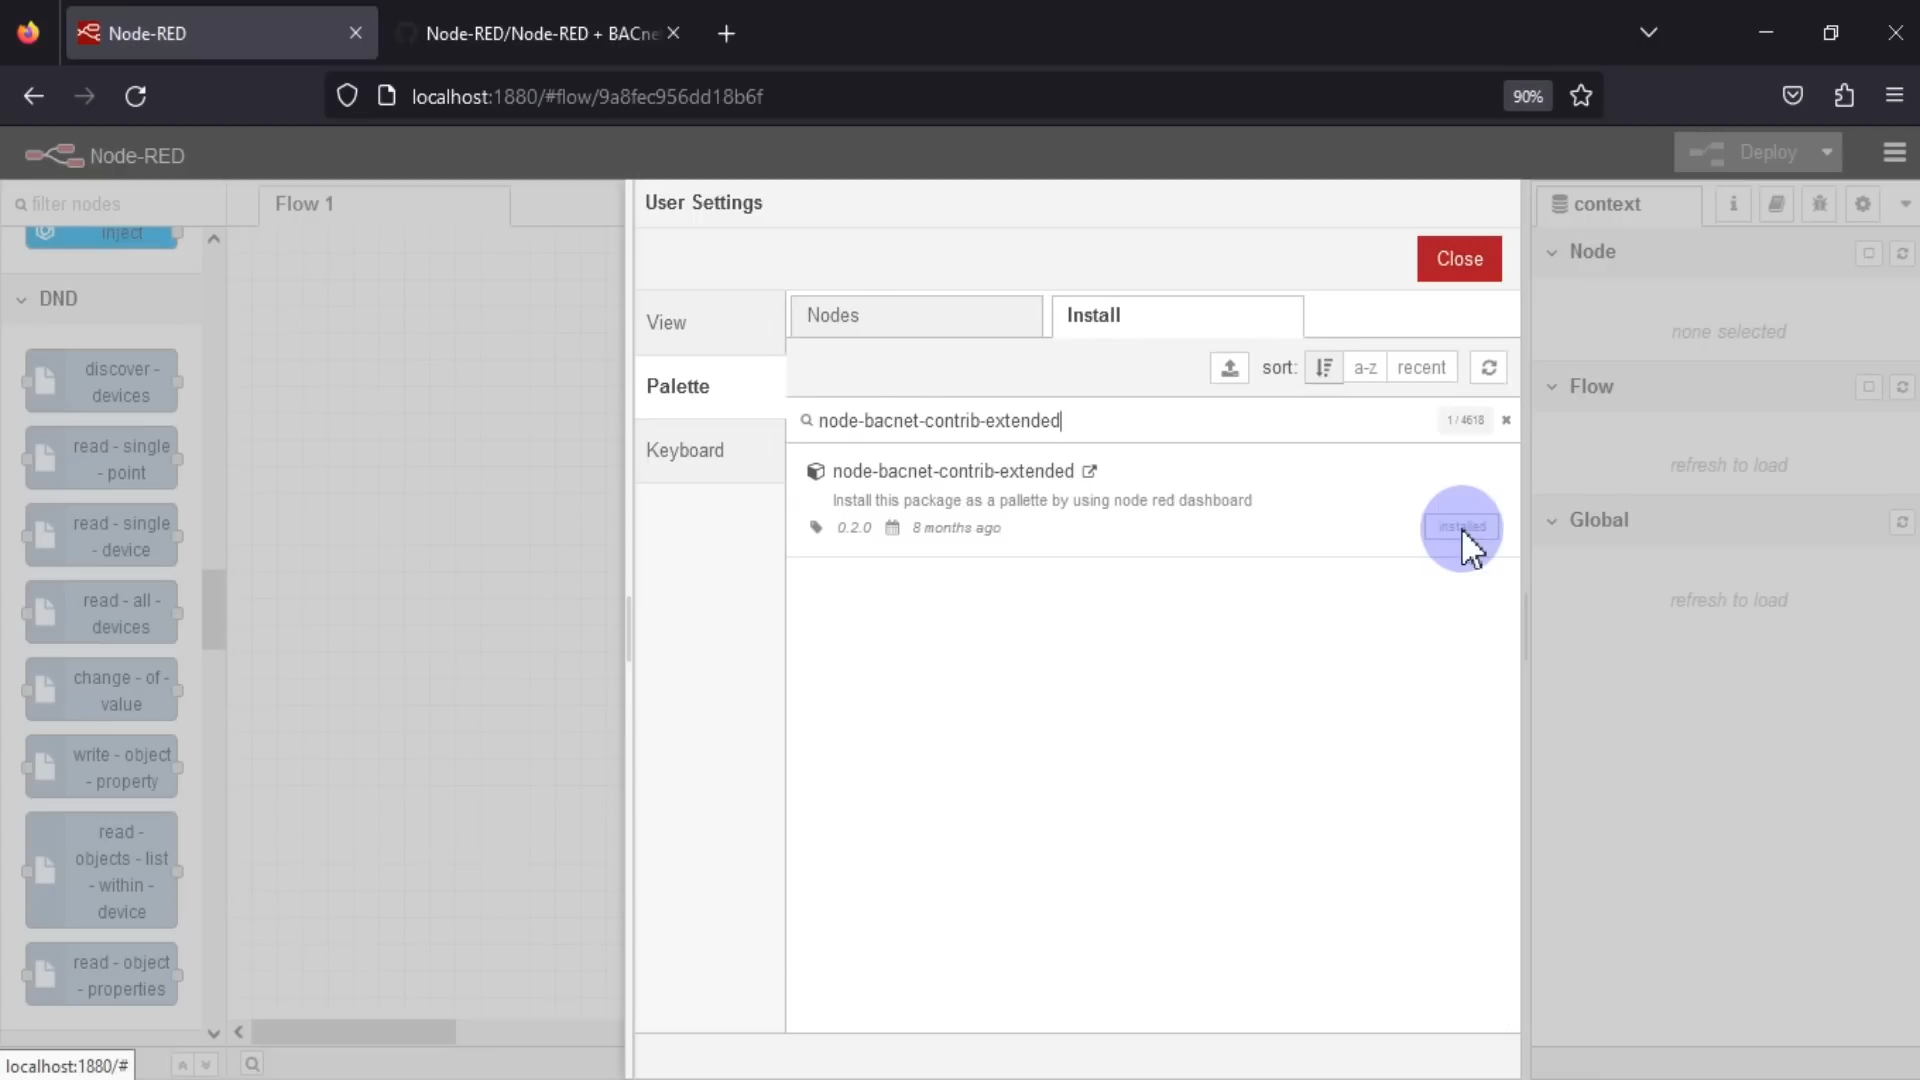 Node-RED
Node-RED/Node-RED + BACne
localhost:1880/#flow/9a8fec956dd18b6f
90%
Node-RED
Deploy
filter nodes
Flow 1
User Settings
context
inject
Node
Close
DND
View
Nodes
Install
none selected
discover -
devices
Palette
sort:
a-z
recent
Flow
node-bacnet-contrib-extended
1 / 4618
read - single
- point
Keyboard
node-bacnet-contrib-extended
refresh to load
Install this package as a pallette by using node red dashboard
0.2.0
8 months ago
installed
Global
read - single
- device
read - all -
devices
refresh to load
change - of -
value
write - object
- property
read -
objects - list
- within -
device
read - object
- properties
localhost:1880/#